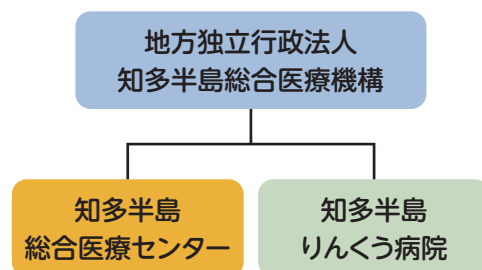 地方独立行政法人
知多半島総合医療機構
知多半島
総合医療センター
知多半島
りんくう病院